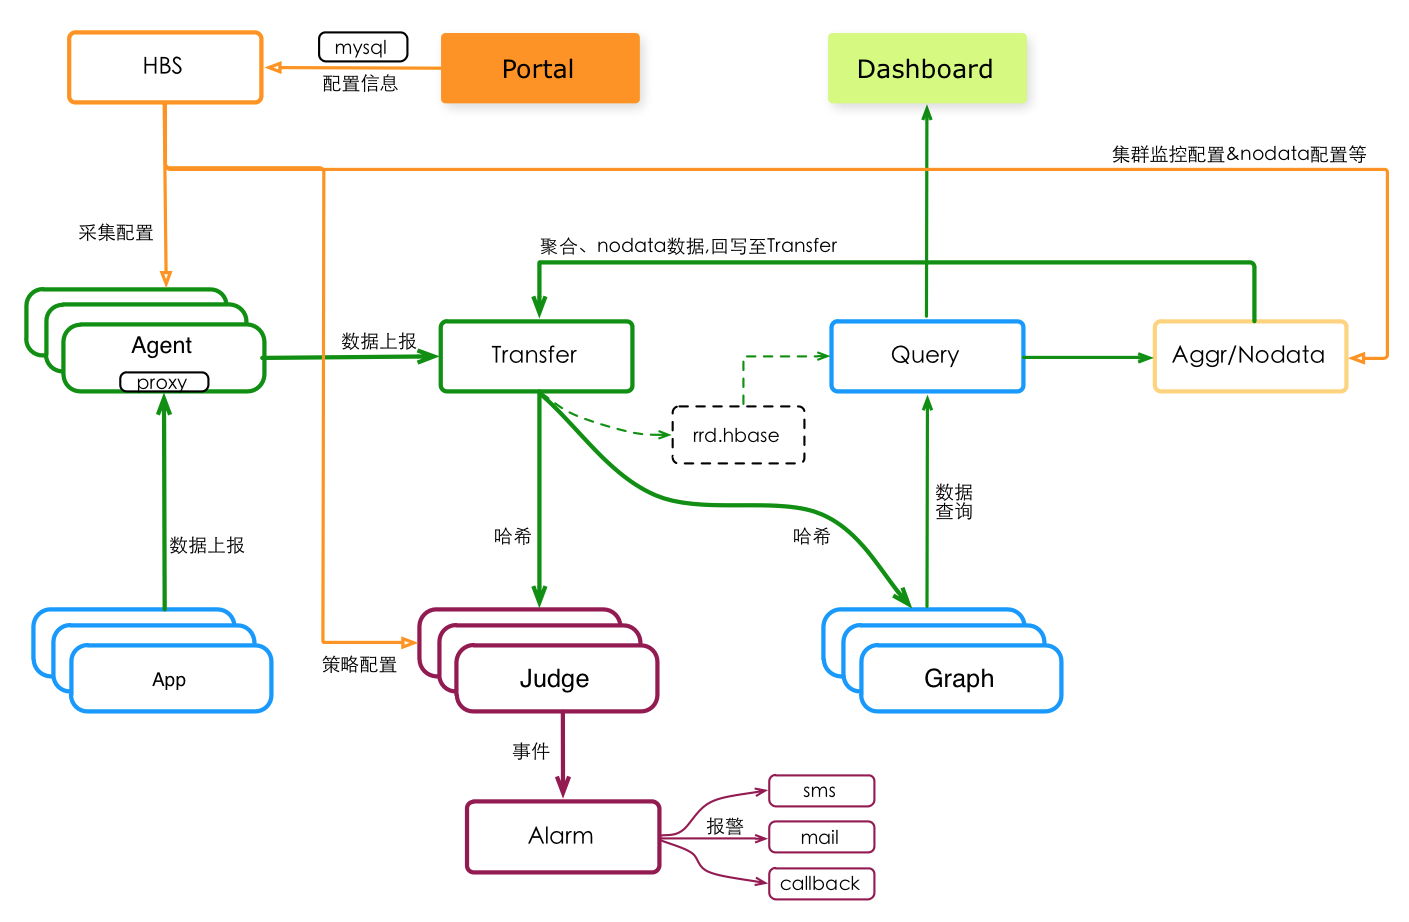 HBS
mysql
配置信息
Portal
Dashboard
集群监控配置&nodata配置等
采集配置
聚合、nodata数据,回写至Transfer
Agent
proxy
数据上报
Transfer
Query
Aggr/Nodata
rrd.hbase
数据
查询
数据上报
哈希
哈希
App
策略配置
Judge
Graph
事件
Alarm
报警
sms
mail
callback